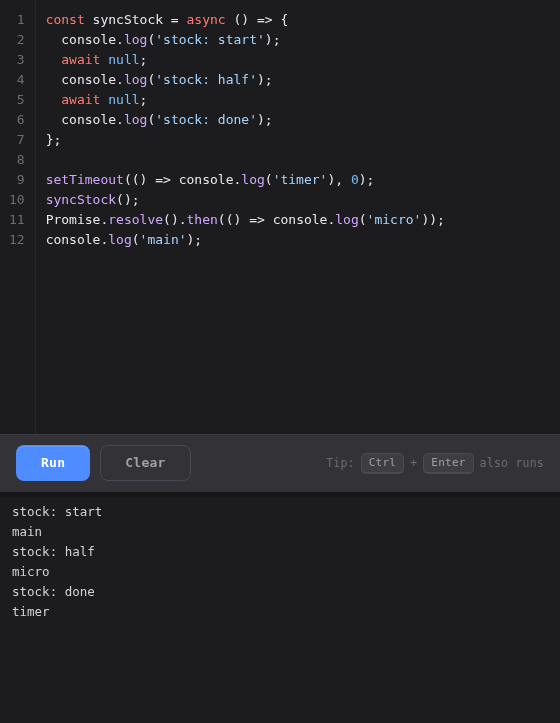 1 const syncStock = async () => {
2   console.log('stock: start');
3   await null;
4   console.log('stock: half');
5   await null;
6   console.log('stock: done');
7 };
8
9 setTimeout(() => console.log('timer'), 0);
10 syncStock();
11 Promise.resolve().then(() => console.log('micro'));
12 console.log('main');
Run Clear Tip: Ctrl + Enter also runs
stock: start
main
stock: half
micro
stock: done
timer